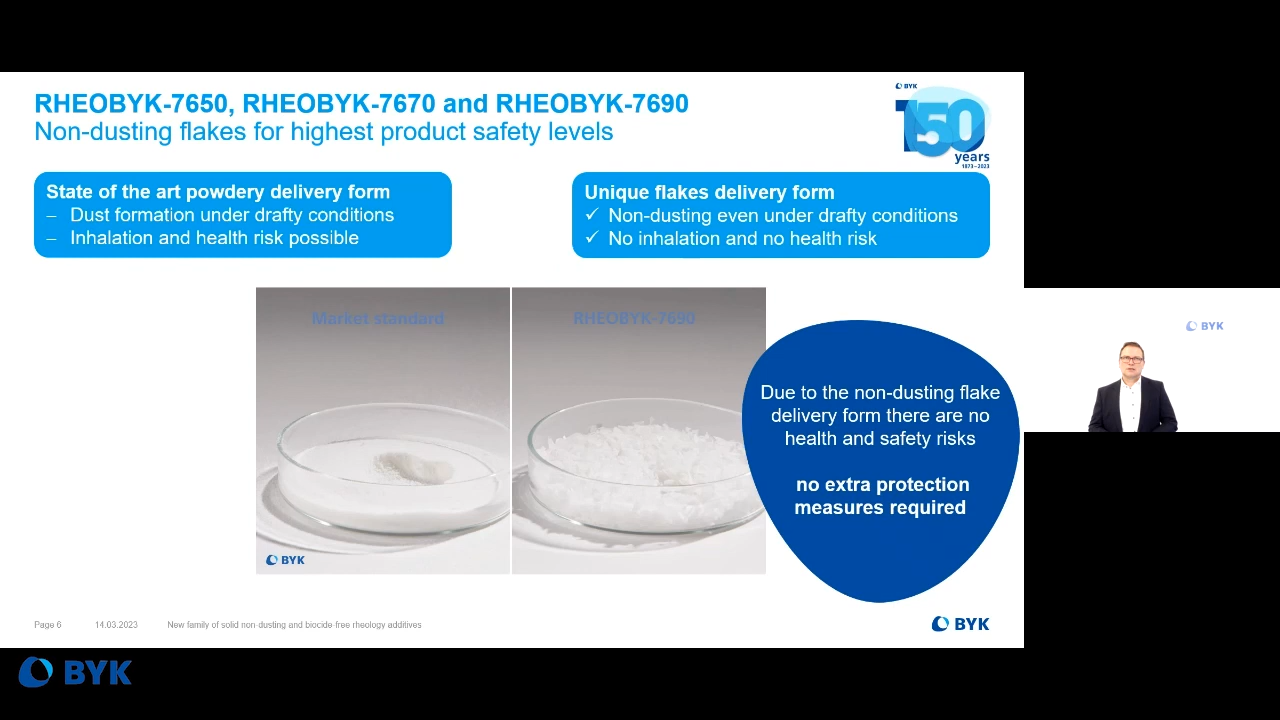 RHEOBYK-7650, RHEOBYK-7670 and RHEOBYK-7690
Non-dusting flakes for highest product safety levels
BYK
150
years
1873–2023
State of the art powdery delivery form
– Dust formation under drafty conditions
– Inhalation and health risk possible
Unique flakes delivery form
✓ Non-dusting even under drafty conditions
✓ No inhalation and no health risk
Market standard
RHEOBYK-7690
BYK
Due to the non-dusting flake
delivery form there are no
health and safety risks
no extra protection
measures required
BYK
Page 6 14.03.2023 New family of solid non-dusting and biocide-free rheology additives
BYK
BYK